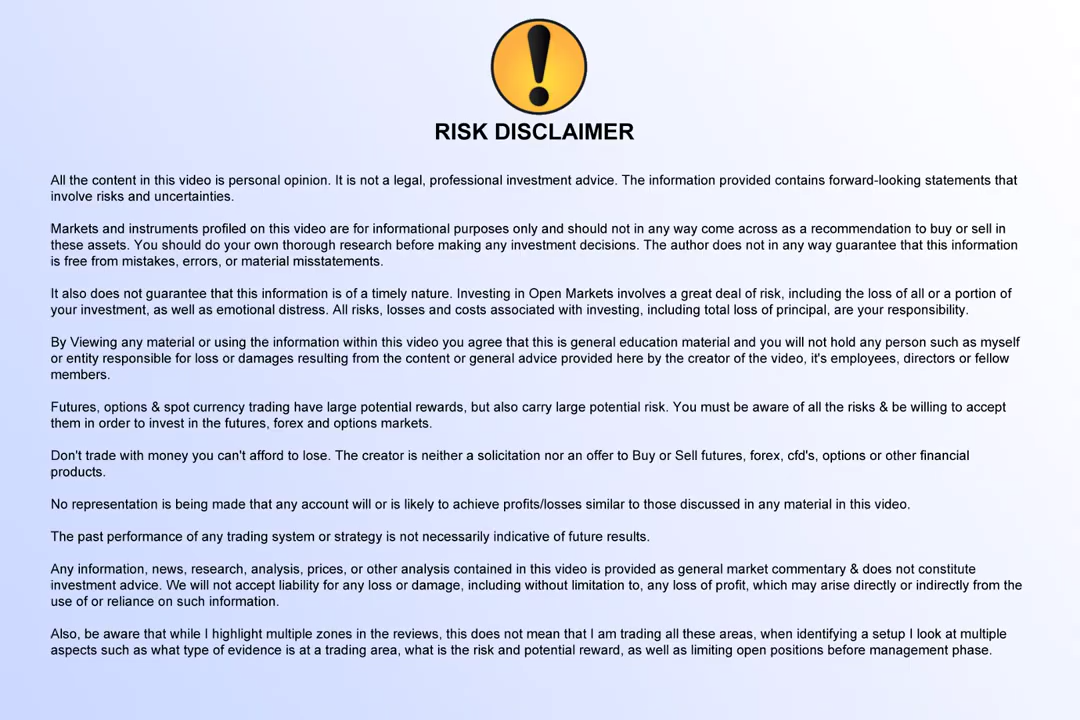 RISK DISCLAIMER
All the content in this video is personal opinion. It is not a legal, professional investment advice. The information provided contains forward-looking statements that
involve risks and uncertainties.
Markets and instruments profiled on this video are for informational purposes only and should not in any way come across as a recommendation to buy or sell in
these assets. You should do your own thorough research before making any investment decisions. The author does not in any way guarantee that this information
is free from mistakes, errors, or material misstatements.
It also does not guarantee that this information is of a timely nature. Investing in Open Markets involves a great deal of risk, including the loss of all or a portion of
your investment, as well as emotional distress. All risks, losses and costs associated with investing, including total loss of principal, are your responsibility.
By Viewing any material or using the information within this video you agree that this is general education material and you will not hold any person such as myself
or entity responsible for loss or damages resulting from the content or general advice provided here by the creator of the video, it's employees, directors or fellow
members.
Futures, options & spot currency trading have large potential rewards, but also carry large potential risk. You must be aware of all the risks & be willing to accept
them in order to invest in the futures, forex and options markets.
Don't trade with money you can't afford to lose. The creator is neither a solicitation nor an offer to Buy or Sell futures, forex, cfd's, options or other financial
products.
No representation is being made that any account will or is likely to achieve profits/losses similar to those discussed in any material in this video.
The past performance of any trading system or strategy is not necessarily indicative of future results.
Any information, news, research, analysis, prices, or other analysis contained in this video is provided as general market commentary & does not constitute
investment advice. We will not accept liability for any loss or damage, including without limitation to, any loss of profit, which may arise directly or indirectly from the
use of or reliance on such information.
Also, be aware that while I highlight multiple zones in the reviews, this does not mean that I am trading all these areas, when identifying a setup I look at multiple
aspects such as what type of evidence is at a trading area, what is the risk and potential reward, as well as limiting open positions before management phase.